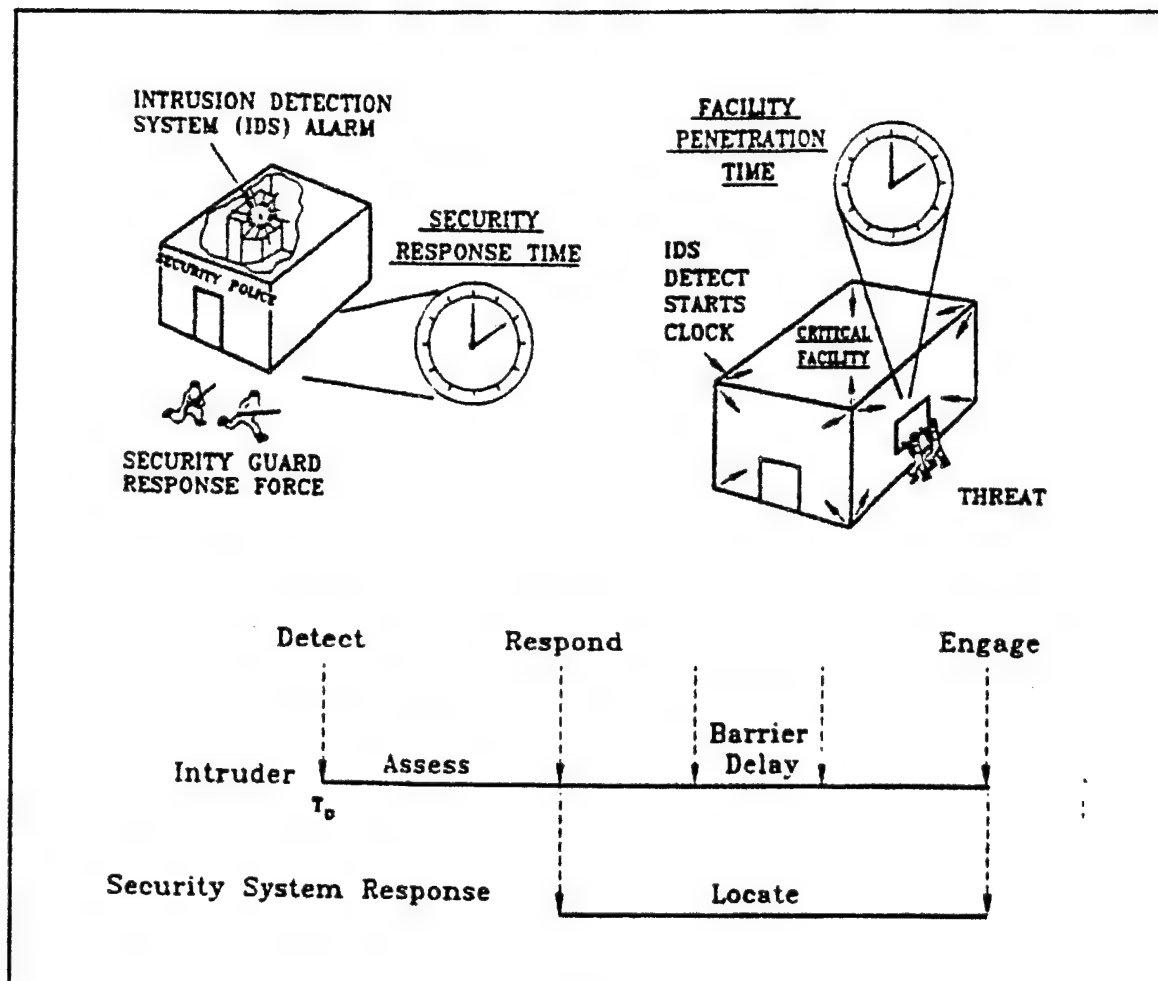 INTRUSION DETECTION
SYSTEM (IDS) ALARM
SECURITY POLICE
SECURITY
RESPONSE TIME
SECURITY GUARD
RESPONSE FORCE
FACILITY
PENETRATION
TIME
IDS
DETECT
STARTS
CLOCK
CRITICAL
FACILITY
THREAT
Detect
Respond
Engage
Barrier
Delay
Intruder
Assess
T_D
Security System Response
Locate